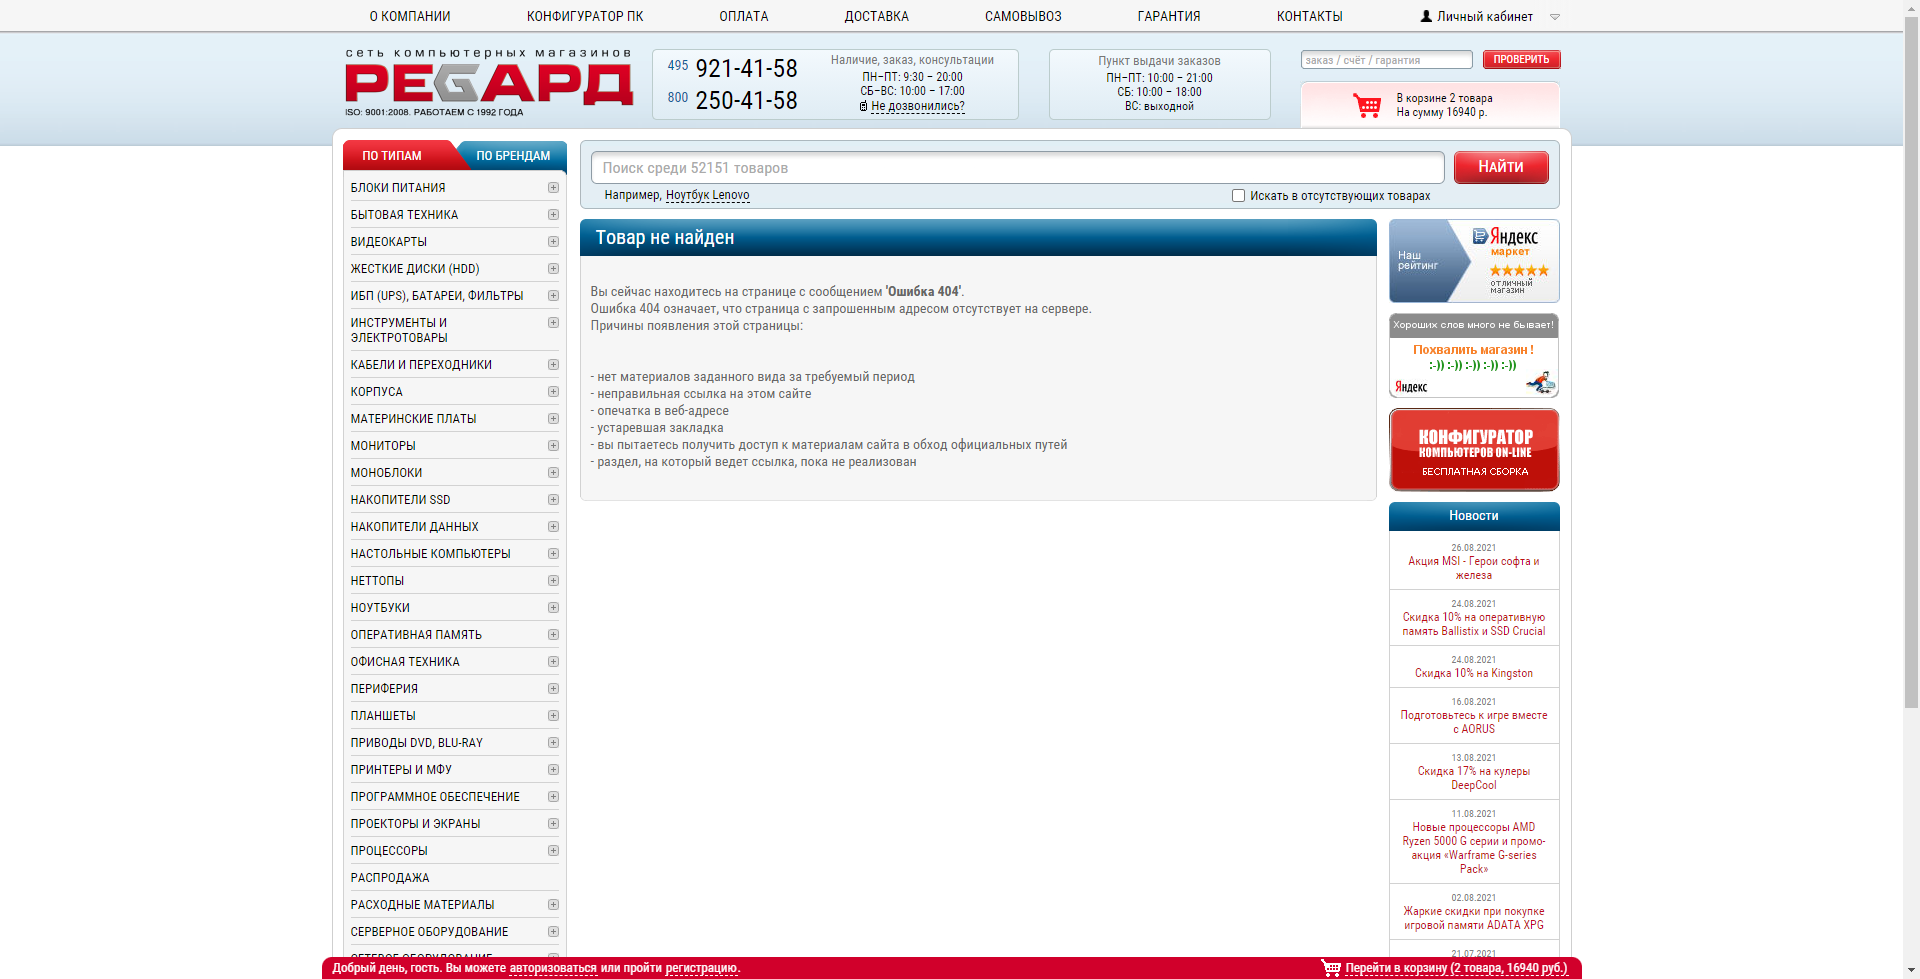 О КОМПАНИИ
КОНФИГУРАТОР ПК
ОПЛАТА
ДОСТАВКА
САМОВЫВОЗ
ГАРАНТИЯ
КОНТАКТЫ
Личный кабинет
сеть компьютерных магазинов
РЕГАРД
ISO: 9001:2008. РАБОТАЕМ С 1992 ГОДА
495 921-41-58
800 250-41-58
Наличие, заказ, консультации
ПН–ПТ: 9:30 – 20:00
СБ–ВС: 10:00 – 17:00
Не дозвонились?
Пункт выдачи заказов
ПН–ПТ: 10:00 – 21:00
СБ: 10:00 – 18:00
ВС: выходной
заказ / счёт / гарантия
ПРОВЕРИТЬ
В корзине 2 товара
На сумму 16940 р.
ПО ТИПАМ
ПО БРЕНДАМ
БЛОКИ ПИТАНИЯ
БЫТОВАЯ ТЕХНИКА
ВИДЕОКАРТЫ
ЖЕСТКИЕ ДИСКИ (HDD)
ИБП (UPS), БАТАРЕИ, ФИЛЬТРЫ
ИНСТРУМЕНТЫ И
ЭЛЕКТРОТОВАРЫ
КАБЕЛИ И ПЕРЕХОДНИКИ
КОРПУСА
МАТЕРИНСКИЕ ПЛАТЫ
МОНИТОРЫ
МОНОБЛОКИ
НАКОПИТЕЛИ SSD
НАКОПИТЕЛИ ДАННЫХ
НАСТОЛЬНЫЕ КОМПЬЮТЕРЫ
НЕТТОПЫ
НОУТБУКИ
ОПЕРАТИВНАЯ ПАМЯТЬ
ОФИСНАЯ ТЕХНИКА
ПЕРИФЕРИЯ
ПЛАНШЕТЫ
ПРИВОДЫ DVD, BLU-RAY
ПРИНТЕРЫ И МФУ
ПРОГРАММНОЕ ОБЕСПЕЧЕНИЕ
ПРОЕКТОРЫ И ЭКРАНЫ
ПРОЦЕССОРЫ
РАСПРОДАЖА
РАСХОДНЫЕ МАТЕРИАЛЫ
СЕРВЕРНОЕ ОБОРУДОВАНИЕ
СЕТЕВОЕ ОБОРУДОВАНИЕ
Поиск среди 52151 товаров
НАЙТИ
Например, Ноутбук Lenovo
Искать в отсутствующих товарах
Товар не найден
Вы сейчас находитесь на странице с сообщением 'Ошибка 404'.
Ошибка 404 означает, что страница с запрошенным адресом отсутствует на сервере.
Причины появления этой страницы:
- нет материалов заданного вида за требуемый период
- неправильная ссылка на этом сайте
- опечатка в веб-адресе
- устаревшая закладка
- вы пытаетесь получить доступ к материалам сайта в обход официальных путей
- раздел, на который ведет ссылка, пока не реализован
Наш
рейтинг
Яндекс
маркет
отличный
магазин
Хороших слов много не бывает!
Похвалить магазин !
:-)) :-)) :-)) :-)) :-))
Яндекс
КОНФИГУРАТОР
КОМПЬЮТЕРОВ ON-LINE
БЕСПЛАТНАЯ СБОРКА
Новости
26.08.2021
Акция MSI - Герои софта и
железа
24.08.2021
Скидка 10% на оперативную
память Ballistix и SSD Crucial
24.08.2021
Скидка 10% на Kingston
16.08.2021
Подготовьтесь к игре вместе
с AORUS
13.08.2021
Скидка 17% на кулеры
DeepCool
11.08.2021
Новые процессоры AMD
Ryzen 5000 G серии и промо-
акция «Warframe G-series
Pack»
02.08.2021
Жаркие скидки при покупке
игровой памяти ADATA XPG
21.07.2021
Добрый день, гость. Вы можете авторизоваться или пройти регистрацию.
Перейти в корзину (2 товара, 16940 руб.)